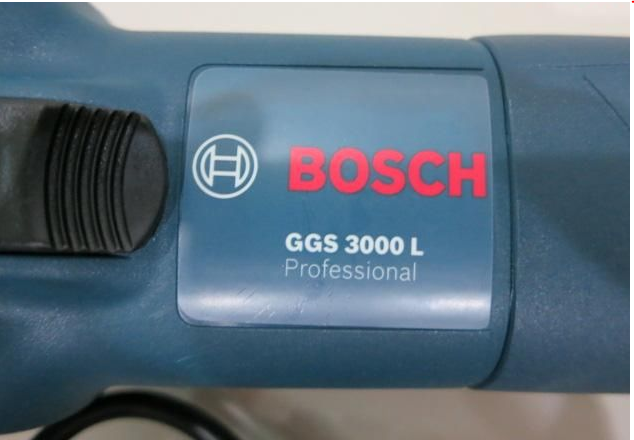 BOSCH
GGS 3000 L
Professional